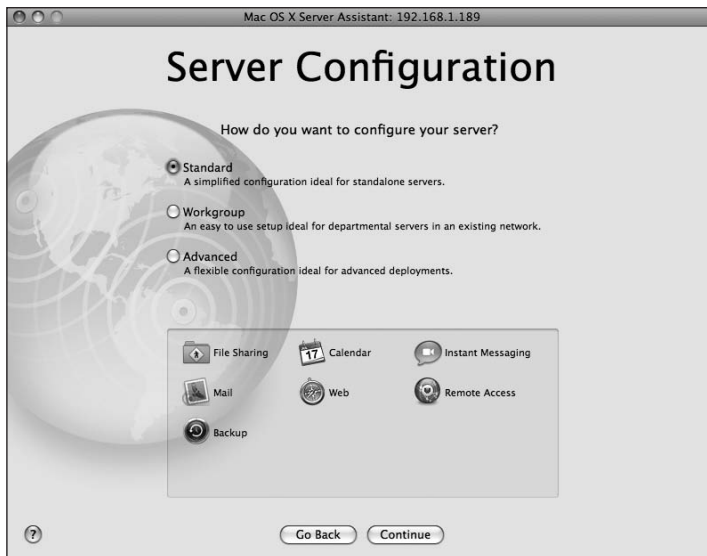 Mac OS X Server Assistant: 192.168.1.189
Server Configuration
How do you want to configure your server?
Standard
A simplified configuration ideal for standalone servers.
Workgroup
An easy to use setup ideal for departmental servers in an existing network.
Advanced
A flexible configuration ideal for advanced deployments.
File Sharing
17
Calendar
Instant Messaging
Mail
Web
Remote Access
Backup
?
Go Back
Continue